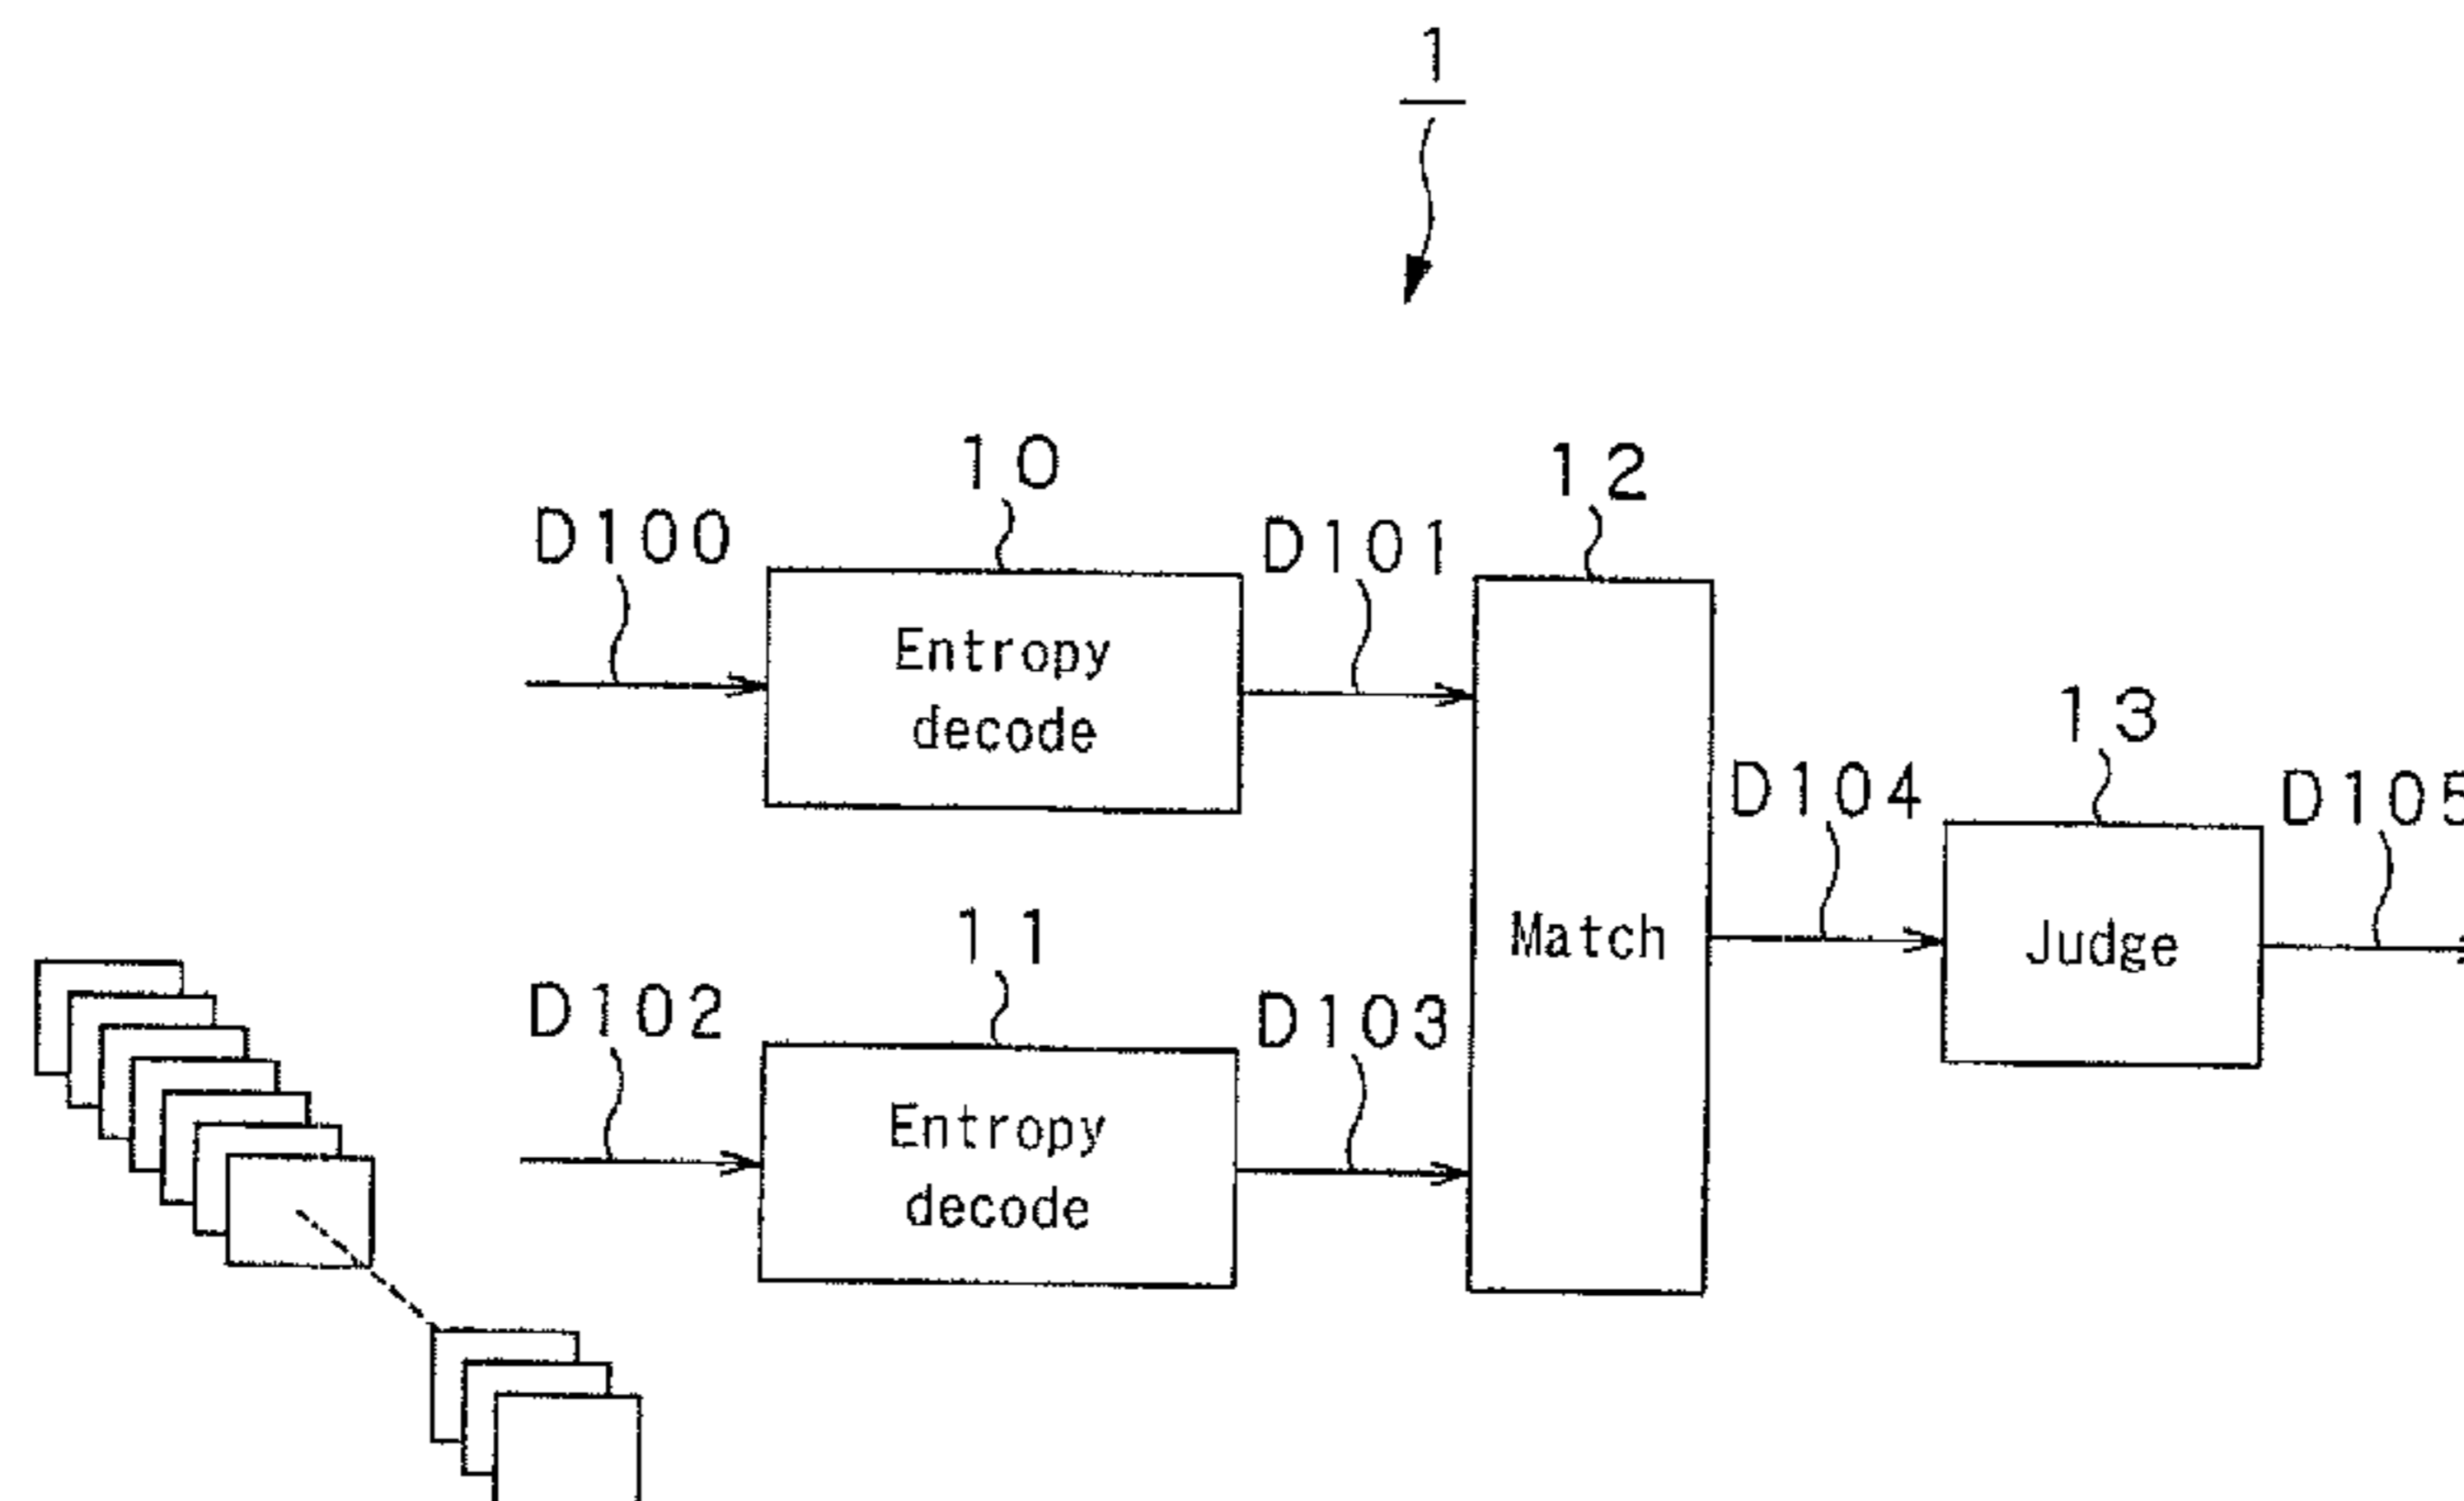 1
10
12
D100
D101
Entropy
decode
13
D104
D105
11
Match
Judge
D102
D103
Entropy
decode